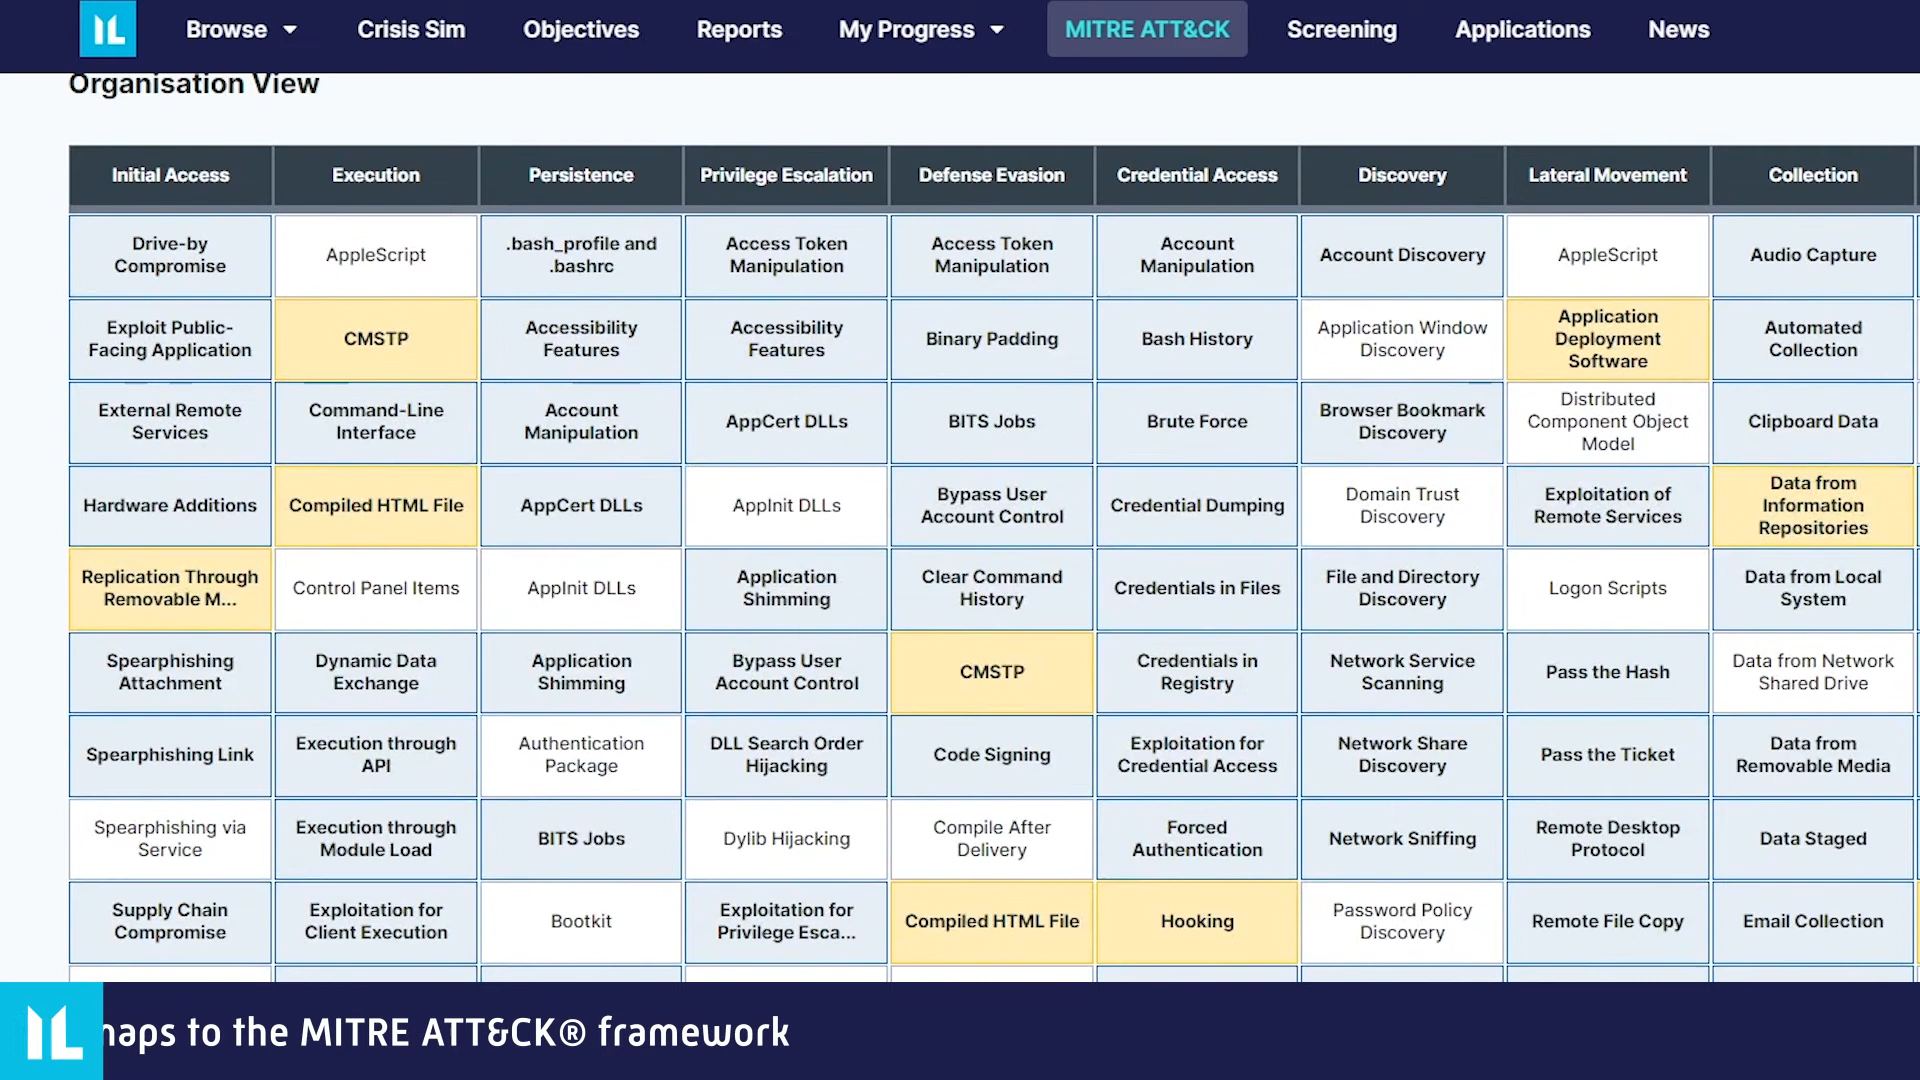 IL Browse Crisis Sim Objectives Reports My Progress MITRE ATT&CK Screening Applications News
Organisation View
Initial Access Execution Persistence Privilege Escalation Defense Evasion Credential Access Discovery Lateral Movement Collection
Drive-by Compromise AppleScript .bash_profile and .bashrc Access Token Manipulation Access Token Manipulation Account Manipulation Account Discovery AppleScript Audio Capture
Exploit Public-Facing Application CMSTP Accessibility Features Accessibility Features Binary Padding Bash History Application Window Discovery Application Deployment Software Automated Collection
External Remote Services Command-Line Interface Account Manipulation AppCert DLLs BITS Jobs Brute Force Browser Bookmark Discovery Distributed Component Object Model Clipboard Data
Hardware Additions Compiled HTML File AppCert DLLs AppInit DLLs Bypass User Account Control Credential Dumping Domain Trust Discovery Exploitation of Remote Services Data from Information Repositories
Replication Through Removable M... Control Panel Items AppInit DLLs Application Shimming Clear Command History Credentials in Files File and Directory Discovery Logon Scripts Data from Local System
Spearphishing Attachment Dynamic Data Exchange Application Shimming Bypass User Account Control CMSTP Credentials in Registry Network Service Scanning Pass the Hash Data from Network Shared Drive
Spearphishing Link Execution through API Authentication Package DLL Search Order Hijacking Code Signing Exploitation for Credential Access Network Share Discovery Pass the Ticket Data from Removable Media
Spearphishing via Service Execution through Module Load BITS Jobs Dylib Hijacking Compile After Delivery Forced Authentication Network Sniffing Remote Desktop Protocol Data Staged
Supply Chain Compromise Exploitation for Client Execution Bootkit Exploitation for Privilege Esca... Compiled HTML File Hooking Password Policy Discovery Remote File Copy Email Collection
IL maps to the MITRE ATT&CK® framework